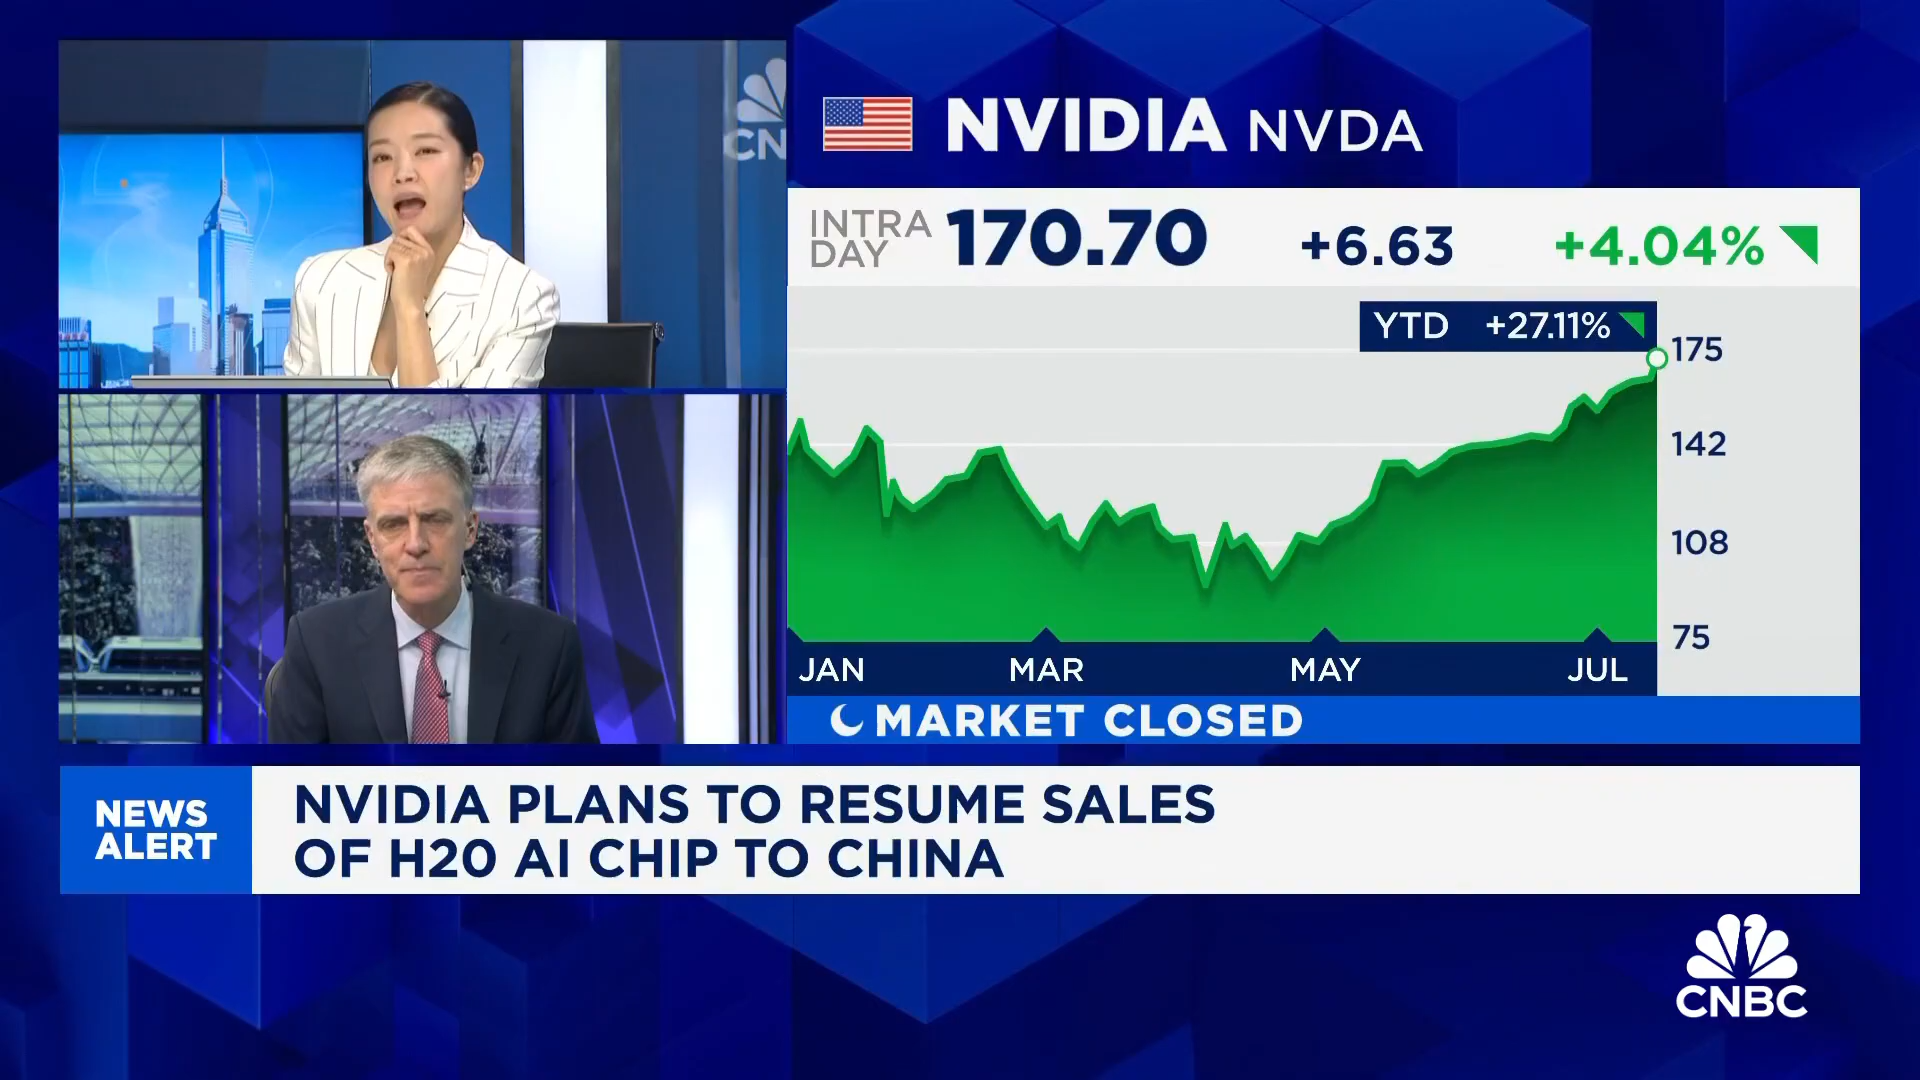 CN
NVIDIA NVDA
INTRA DAY 170.70 +6.63 +4.04%
YTD +27.11%
175
142
108
75
JAN MAR MAY JUL
MARKET CLOSED
NEWS ALERT
NVIDIA PLANS TO RESUME SALES
OF H20 AI CHIP TO CHINA
CNBC